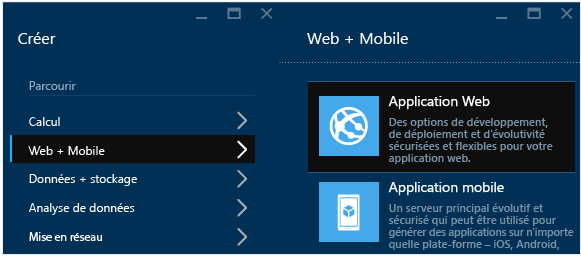 Créer
Parcourir
Calcul
Web + Mobile
Données + stockage
Analyse de données
Mise en réseau
Web + Mobile
Application Web
Des options de développement,
de déploiement et d'évolutivité
sécurisées et flexibles pour votre
application web.
Application mobile
Un serveur principal évolutif et
sécurisé qui peut être utilisé pour
générer des applications sur n'importe
quelle plate-forme – iOS, Android,